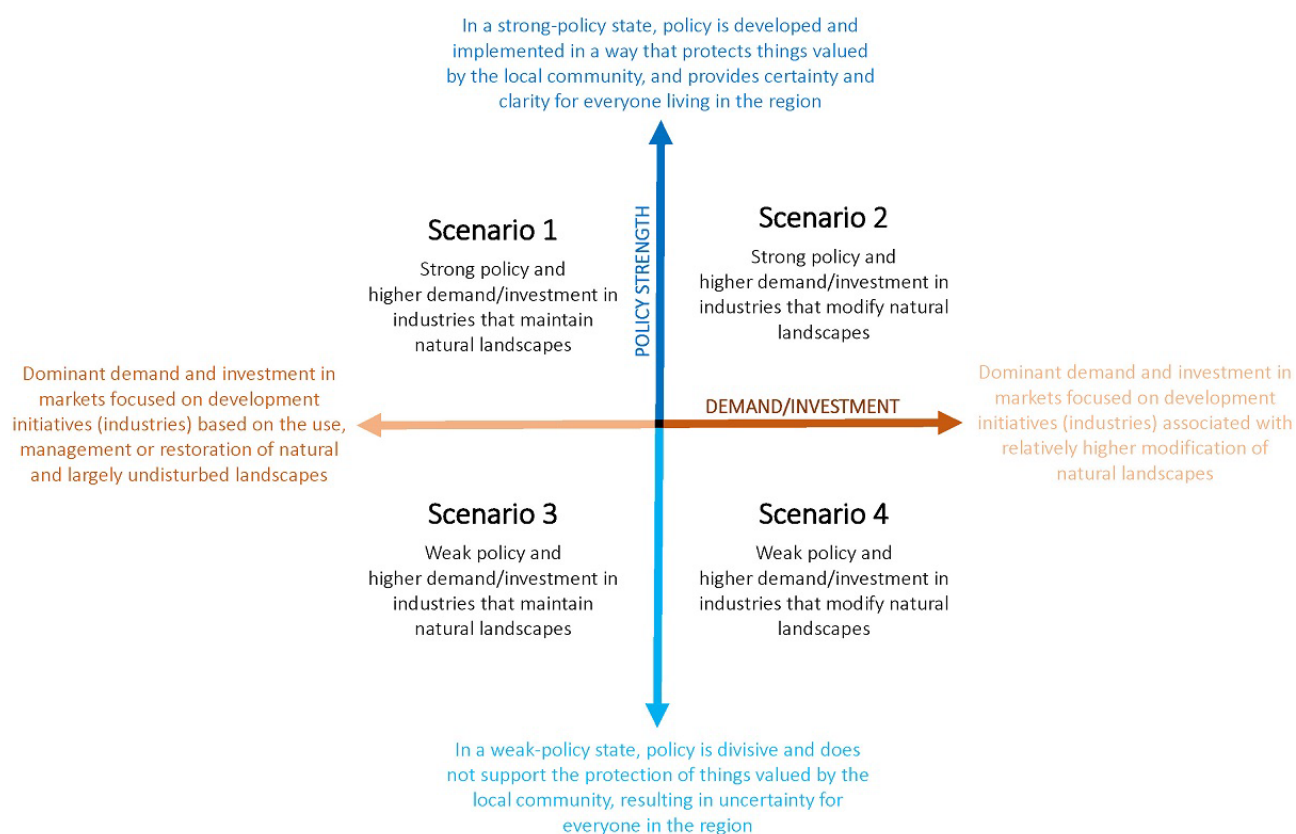 In a strong-policy state, policy is developed and
implemented in a way that protects things valued
by the local community, and provides certainty and
clarity for everyone living in the region
POLICY STRENGTH
Scenario 1
Strong policy and
higher demand/investment in
industries that maintain
natural landscapes
Scenario 2
Strong policy and
higher demand/investment in
industries that modify natural
landscapes
Dominant demand and investment in
markets focused on development
initiatives (industries) based on the use,
management or restoration of natural
and largely undisturbed landscapes
DEMAND/INVESTMENT
Dominant demand and investment in
markets focused on development
initiatives (industries) associated with
relatively higher modification of
natural landscapes
Scenario 3
Weak policy and
higher demand/investment in
industries that maintain
natural landscapes
Scenario 4
Weak policy and
higher demand/investment in
industries that modify natural
landscapes
In a weak-policy state, policy is divisive and does
not support the protection of things valued by the
local community, resulting in uncertainty for
everyone in the region